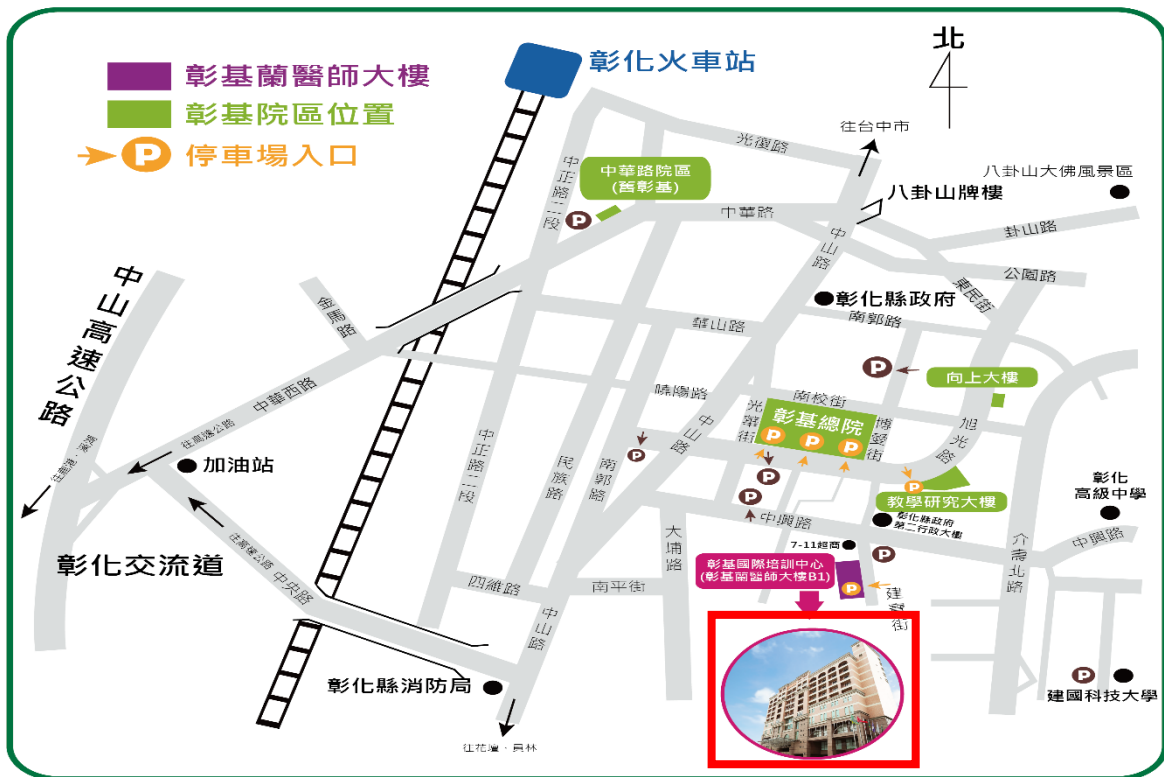 彰化火車站
北
彰基蘭醫師大樓
彰基院區位置
P 停車場入口
往台中市
光復路
八卦山大佛風景區
中正路二段
中華路院區
(舊彰基)
八卦山牌樓
P
中華路
卦山路
中山路
公園路
東民街
中山高速公路
金馬路
彰化縣政府
南郭路
華山路
P
向上大樓
中華西路
曉陽路
南校街
彰基總院
光華街
博愛街
旭光路
P
P
P
中山路
往高速公路
加油站
中正路二段
民族路
南郭路
P
P
P
P
教學研究大樓
彰化
高級中學
中興路
彰化縣政府
第二行政大樓
中興路
往高速公路
大埔路
7-11超商
P
介壽北路
彰化交流道
中央路
四維路
南平街
彰基國際培訓中心
(彰基蘭醫師大樓B1)
P
中山路
彰化縣消防局
P
建國科技大學
往花壇、員林